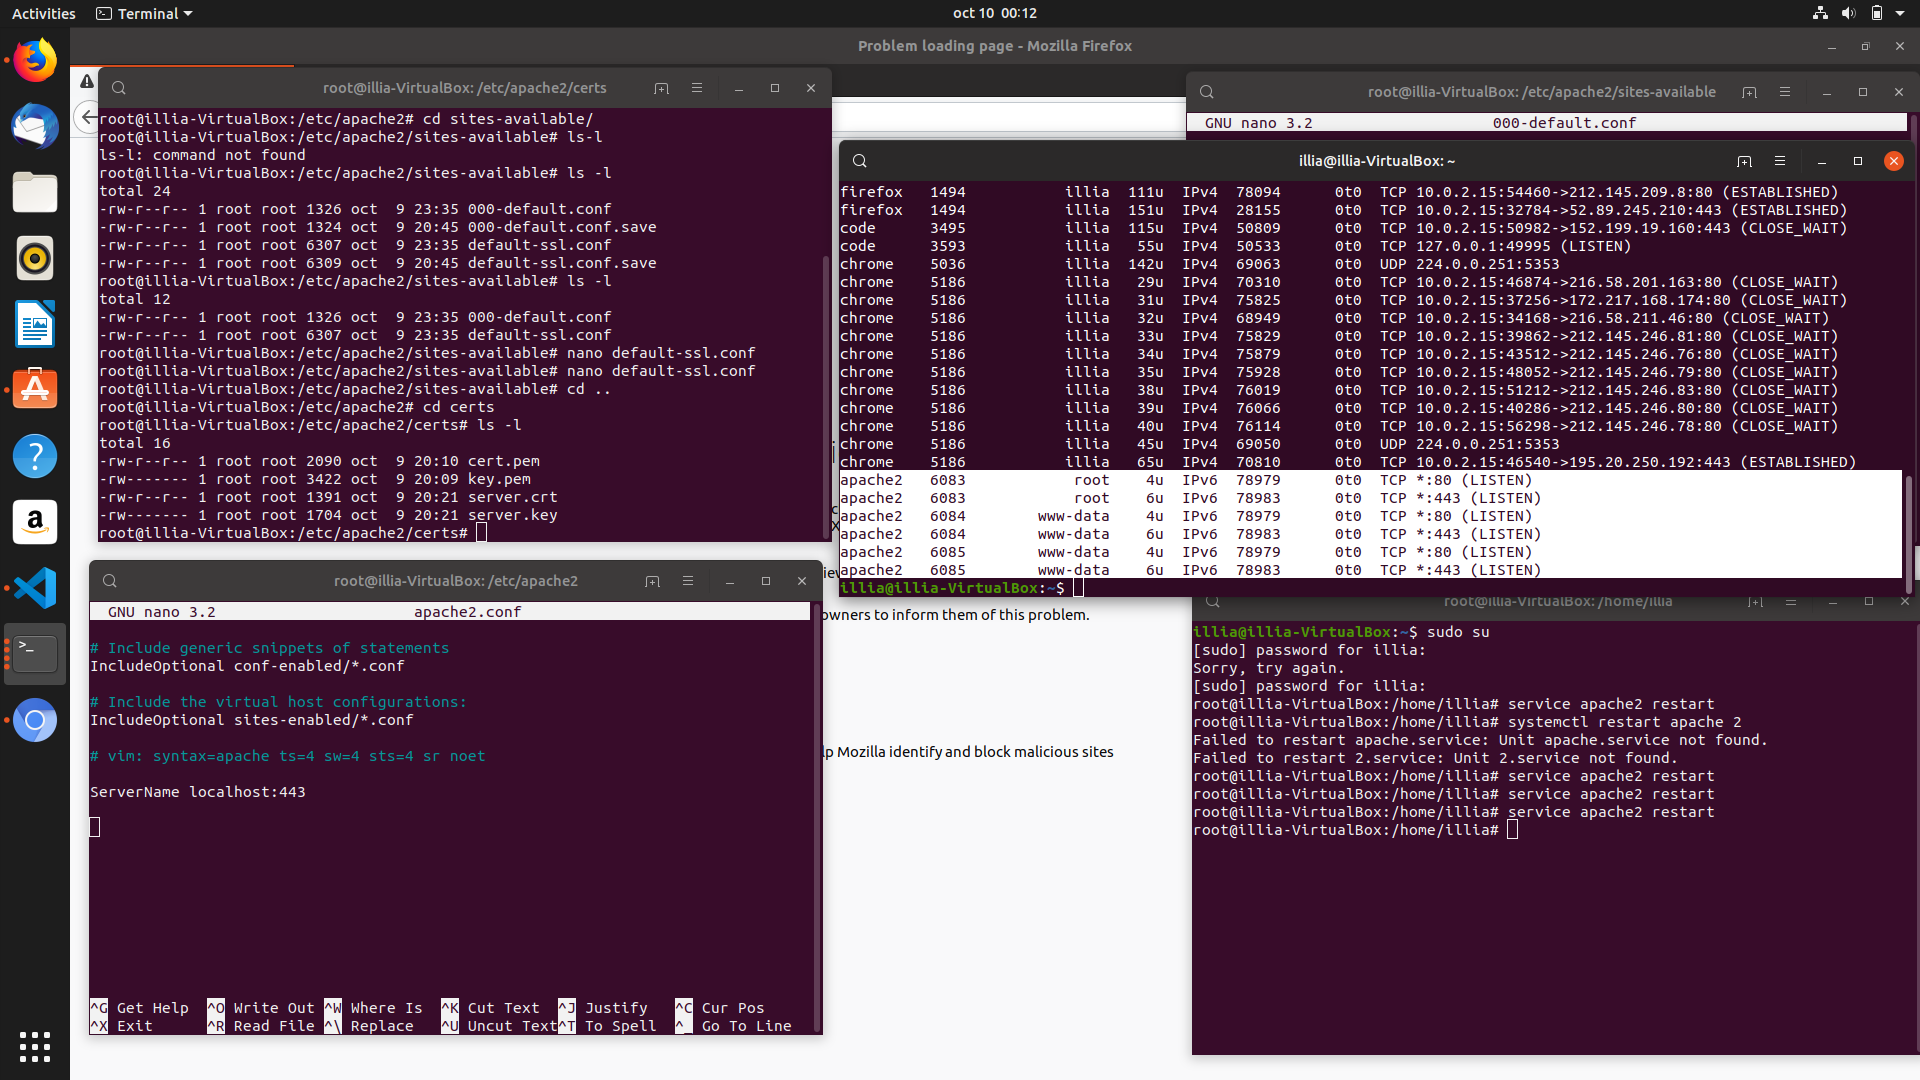 Activities
Terminal
oct 10 00:12
Problem loading page - Mozilla Firefox
root@illia-VirtualBox: /etc/apache2/certs
root@illia-VirtualBox:/etc/apache2# cd sites-available/
root@illia-VirtualBox:/etc/apache2/sites-available# ls-l
ls-l: command not found
root@illia-VirtualBox:/etc/apache2/sites-available# ls -l
total 24
-rw-r--r-- 1 root root 1326 oct  9 23:35 000-default.conf
-rw-r--r-- 1 root root 1324 oct  9 20:45 000-default.conf.save
-rw-r--r-- 1 root root 6307 oct  9 23:35 default-ssl.conf
-rw-r--r-- 1 root root 6309 oct  9 20:45 default-ssl.conf.save
root@illia-VirtualBox:/etc/apache2/sites-available# ls -l
total 12
-rw-r--r-- 1 root root 1326 oct  9 23:35 000-default.conf
-rw-r--r-- 1 root root 6307 oct  9 23:35 default-ssl.conf
root@illia-VirtualBox:/etc/apache2/sites-available# nano default-ssl.conf
root@illia-VirtualBox:/etc/apache2/sites-available# nano default-ssl.conf
root@illia-VirtualBox:/etc/apache2/sites-available# cd ..
root@illia-VirtualBox:/etc/apache2# cd certs
root@illia-VirtualBox:/etc/apache2/certs# ls -l
total 16
-rw-r--r-- 1 root root 2090 oct  9 20:10 cert.pem
-rw------- 1 root root 3422 oct  9 20:09 key.pem
-rw-r--r-- 1 root root 1391 oct  9 20:21 server.crt
-rw------- 1 root root 1704 oct  9 20:21 server.key
root@illia-VirtualBox:/etc/apache2/certs#
root@illia-VirtualBox: /etc/apache2/sites-available
GNU nano 3.2 000-default.conf
illia@illia-VirtualBox: ~
firefox 1494 illia 111u IPv4 78094 0t0 TCP 10.0.2.15:54460->212.145.209.8:80 (ESTABLISHED)
firefox 1494 illia 151u IPv4 28155 0t0 TCP 10.0.2.15:32784->52.89.245.210:443 (ESTABLISHED)
code 3495 illia 115u IPv4 50809 0t0 TCP 10.0.2.15:50982->152.199.19.160:443 (CLOSE_WAIT)
code 3593 illia 55u IPv4 50533 0t0 TCP 127.0.0.1:49995 (LISTEN)
chrome 5036 illia 142u IPv4 69063 0t0 UDP 224.0.0.251:5353
chrome 5186 illia 29u IPv4 70310 0t0 TCP 10.0.2.15:46874->216.58.201.163:80 (CLOSE_WAIT)
chrome 5186 illia 31u IPv4 75825 0t0 TCP 10.0.2.15:37256->172.217.168.174:80 (CLOSE_WAIT)
chrome 5186 illia 32u IPv4 68949 0t0 TCP 10.0.2.15:34168->216.58.211.46:80 (CLOSE_WAIT)
chrome 5186 illia 33u IPv4 75829 0t0 TCP 10.0.2.15:39862->212.145.246.81:80 (CLOSE_WAIT)
chrome 5186 illia 34u IPv4 75879 0t0 TCP 10.0.2.15:43512->212.145.246.76:80 (CLOSE_WAIT)
chrome 5186 illia 35u IPv4 75928 0t0 TCP 10.0.2.15:48052->212.145.246.79:80 (CLOSE_WAIT)
chrome 5186 illia 38u IPv4 76019 0t0 TCP 10.0.2.15:51212->212.145.246.83:80 (CLOSE_WAIT)
chrome 5186 illia 39u IPv4 76066 0t0 TCP 10.0.2.15:40286->212.145.246.80:80 (CLOSE_WAIT)
chrome 5186 illia 40u IPv4 76114 0t0 TCP 10.0.2.15:56298->212.145.246.78:80 (CLOSE_WAIT)
chrome 5186 illia 45u IPv4 69050 0t0 UDP 224.0.0.251:5353
chrome 5186 illia 65u IPv4 70810 0t0 TCP 10.0.2.15:46540->195.20.250.192:443 (ESTABLISHED)
apache2 6083 root 4u IPv6 78979 0t0 TCP *:80 (LISTEN)
apache2 6083 root 6u IPv6 78983 0t0 TCP *:443 (LISTEN)
apache2 6084 www-data 4u IPv6 78979 0t0 TCP *:80 (LISTEN)
apache2 6084 www-data 6u IPv6 78983 0t0 TCP *:443 (LISTEN)
apache2 6085 www-data 4u IPv6 78979 0t0 TCP *:80 (LISTEN)
apache2 6085 www-data 6u IPv6 78983 0t0 TCP *:443 (LISTEN)
illia@illia-VirtualBox:~$
owners to inform them of this problem.
Mozilla identify and block malicious sites
root@illia-VirtualBox: /etc/apache2
GNU nano 3.2 apache2.conf
# Include generic snippets of statements
IncludeOptional conf-enabled/*.conf
# Include the virtual host configurations:
IncludeOptional sites-enabled/*.conf
# vim: syntax=apache ts=4 sw=4 sts=4 sr noet
ServerName localhost:443
^G Get Help ^O Write Out ^W Where Is ^K Cut Text ^J Justify ^C Cur Pos
^X Exit ^R Read File ^\ Replace ^U Uncut Text ^T To Spell ^_ Go To Line
root@illia-VirtualBox: /home/illia
illia@illia-VirtualBox:~$ sudo su
[sudo] password for illia:
Sorry, try again.
[sudo] password for illia:
root@illia-VirtualBox:/home/illia# service apache2 restart
root@illia-VirtualBox:/home/illia# systemctl restart apache 2
Failed to restart apache.service: Unit apache.service not found.
Failed to restart 2.service: Unit 2.service not found.
root@illia-VirtualBox:/home/illia# service apache2 restart
root@illia-VirtualBox:/home/illia# service apache2 restart
root@illia-VirtualBox:/home/illia# service apache2 restart
root@illia-VirtualBox:/home/illia#